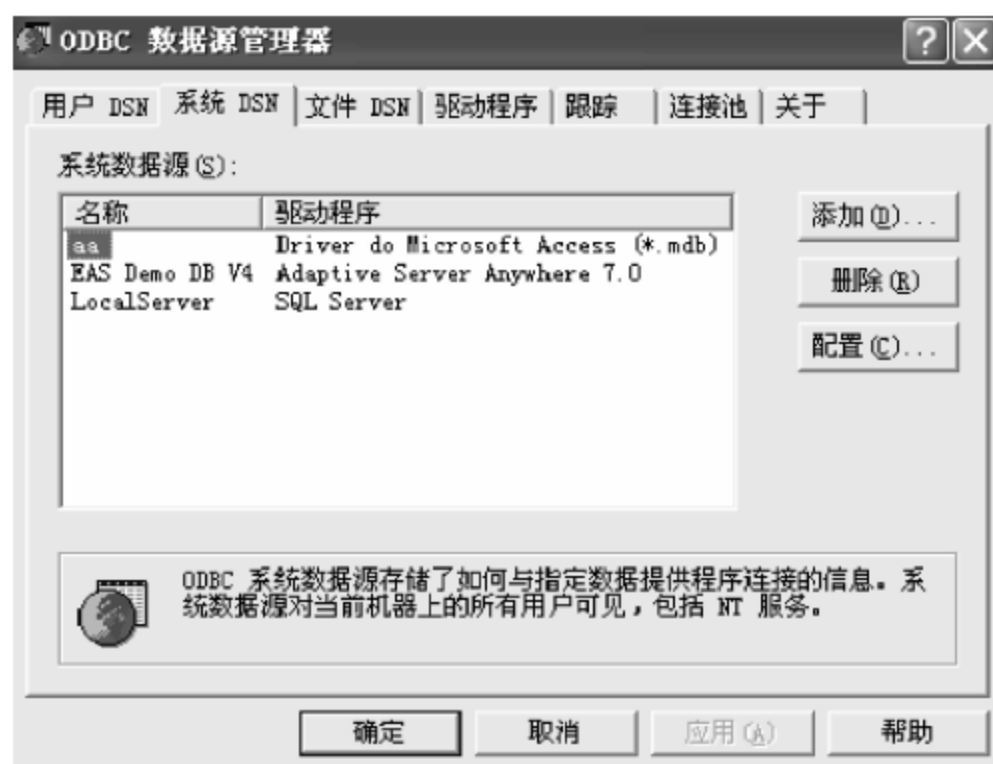 ODBC 数据源管理器
用户 DSN 系统 DSN 文件 DSN 驱动程序 跟踪 连接池 关于
系统数据源(S):
名称 驱动程序
aa Driver do Microsoft Access (*.mdb)
EAS Demo DB V4 Adaptive Server Anywhere 7.0
LocalServer SQL Server
添加(D)...
删除(R)
配置(C)...
ODBC 系统数据源存储了如何与指定数据提供程序连接的信息。系
统数据源对当前机器上的所有用户可见,包括 NT 服务。
确定 取消 应用(A) 帮助